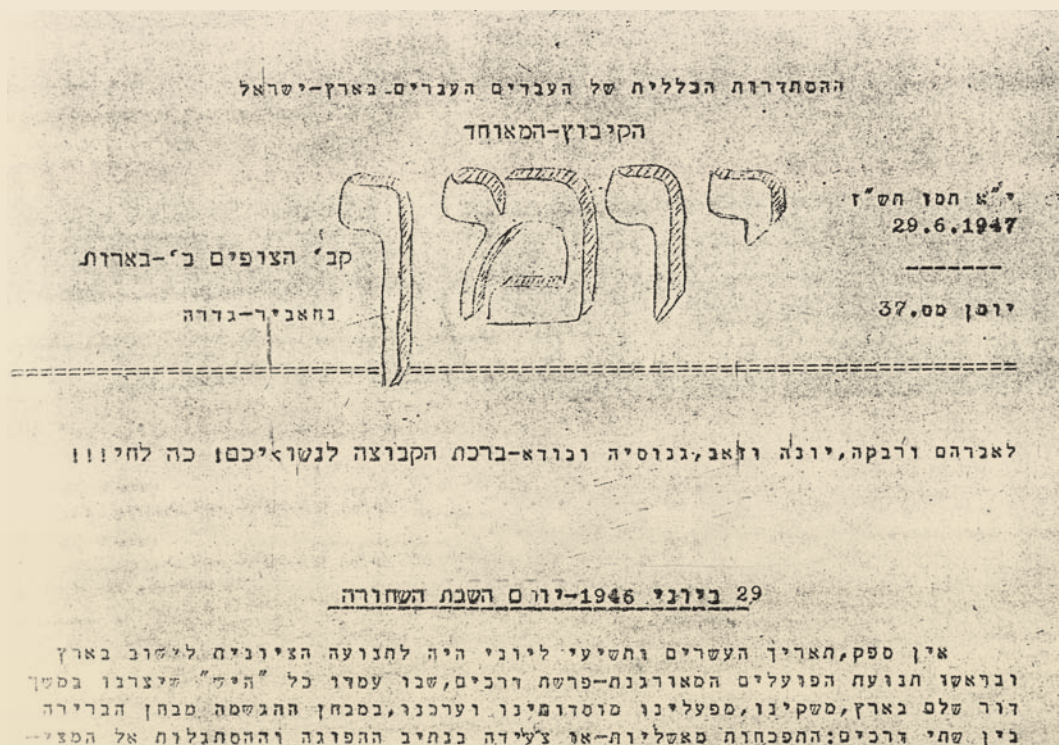 ההסתדרות הכללית של העברים העברים בארץ-ישראל
הקיבוץ-המאוחד
יומן
י"א תמו תש"ז
29.6.1947
-------
יומן מס.37
קב' הצופים ב'-בארות
נחאביר-גדרה
לאברהם ורבקה,יונה וזאב,גנוסיה ונורא-ברכת הקבוצה לנשואיכם! כה לחי!!!
29 ביוני 1946-יום השבת השחורה
אין ספק,תאריך העשרים ותשיעי ליוני היה לתנועה הציונית לישוב בארץ
ובראשו תנועת הפועלים המאורגנת-פרשת דרכים,שבו עמדו כל "היש" שיצרנו במשך
דור שלם בארץ,משקינו,מפעלינו מוסדותינו וערכנו,במבחן ההגשמה מבחן הברירה
בין שתי דרכים:התפכחות מאשליות-או צעידה בנתיב ההפוגה וההסתגלות אל המצי-